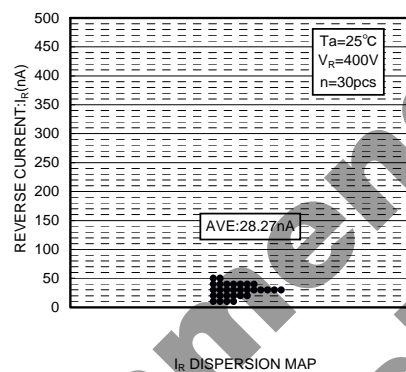 500
450
400
350
300
250
200
150
100
50
0
REVERSE CURRENT:IR(nA)
Ta=25°C
VR=400V
n=30pcs
AVE:28.27nA
IR DISPERSION MAP